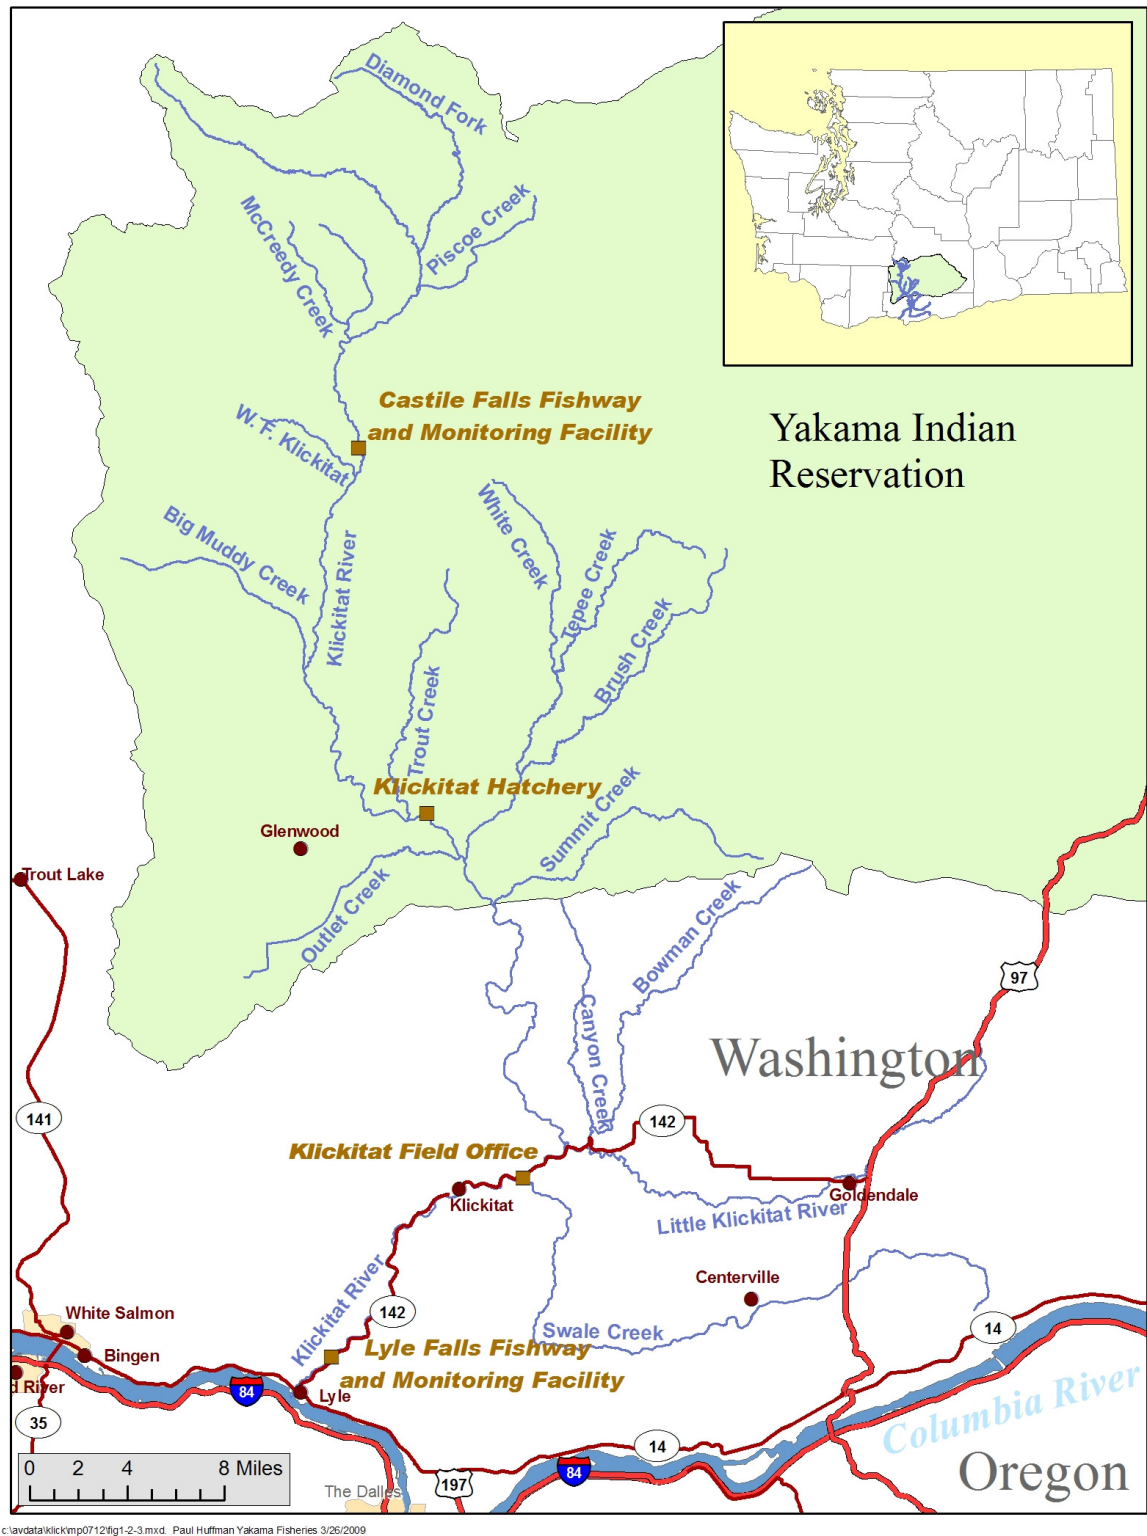 Diamond Fork
McCreedy Creek
Piscoe Creek
Castile Falls Fishway
and Monitoring Facility
Yakama Indian
Reservation
W. F. Klickitat
White Creek
Big Muddy Creek
Klickitat River
Tepee Creek
Brush Creek
Trout Creek
Klickitat Hatchery
Summit Creek
Glenwood
Trout Lake
Outlet Creek
Bowman Creek
97
Canyon Creek
Washington
141
142
Klickitat Field Office
Klickitat
Goldendale
Little Klickitat River
Centerville
Klickitat River
142
White Salmon
Swale Creek
14
Bingen
Lyle Falls Fishway
and Monitoring Facility
d River
84
Lyle
35
Columbia River
14
84
197
Oregon
0 2 4 8 Miles
The Dalles
c:\avdata\klick\mp0712\fig1-2-3.mxd. Paul Huffman Yakama Fisheries 3/26/2009